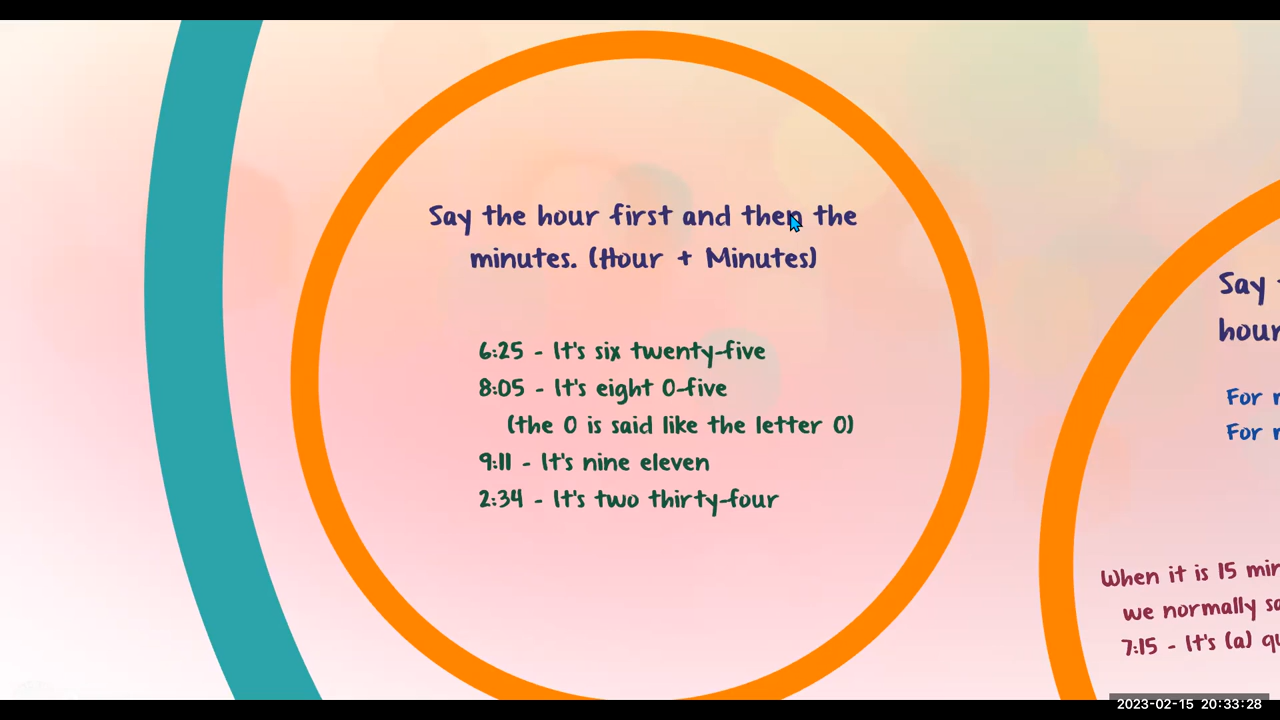 Say the hour first and then the
minutes. (Hour + Minutes)
6:25 - It's six twenty-five
8:05 - It's eight O-five
(the O is said like the letter O)
9:11 - It's nine eleven
2:34 - It's two thirty-four
Say
hour
For
For
When it is 15
we normally
7:15 - It's (a)
2023-02-15 20:33:28